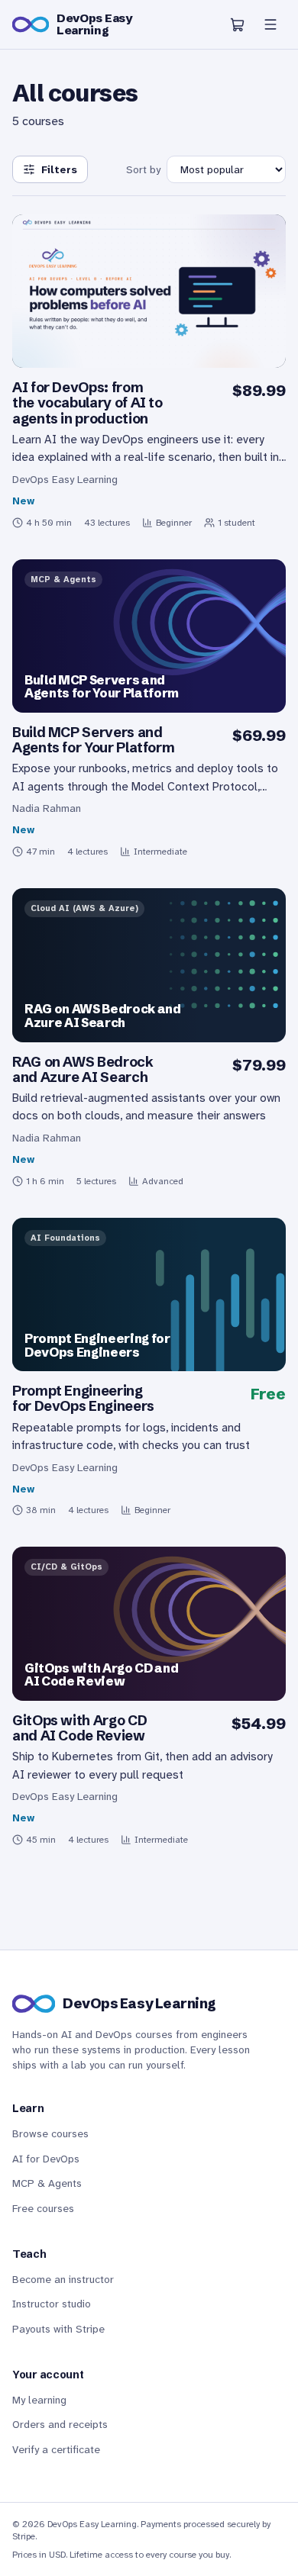 DevOps Easy
Learning
All courses
5 courses
Filters
Sort by
Most popular
DEVOPS EASY LEARNING
DEVOPS EASY LEARNING
AI FOR DEVOPS · LEVEL 0 · BEFORE AI
How computers solved
problems before AI
Rules written by people: what they do well, and
what they can't.
AI for DevOps: from
the vocabulary of AI to
agents in production
$89.99
Learn AI the way DevOps engineers use it: every
idea explained with a real-life scenario, then built in...
DevOps Easy Learning
New
4 h 50 min 43 lectures Beginner 1 student
MCP & Agents
Build MCP Servers and
Agents for Your Platform
Build MCP Servers and
Agents for Your Platform
$69.99
Expose your runbooks, metrics and deploy tools to
AI agents through the Model Context Protocol,...
Nadia Rahman
New
47 min 4 lectures Intermediate
Cloud AI (AWS & Azure)
RAG on AWS Bedrock and
Azure AI Search
RAG on AWS Bedrock
and Azure AI Search
$79.99
Build retrieval-augmented assistants over your own
docs on both clouds, and measure their answers
Nadia Rahman
New
1 h 6 min 5 lectures Advanced
AI Foundations
Prompt Engineering for
DevOps Engineers
Prompt Engineering
for DevOps Engineers
Free
Repeatable prompts for logs, incidents and
infrastructure code, with checks you can trust
DevOps Easy Learning
New
38 min 4 lectures Beginner
CI/CD & GitOps
GitOps with Argo CD and
AI Code Review
GitOps with Argo CD
and AI Code Review
$54.99
Ship to Kubernetes from Git, then add an advisory
AI reviewer to every pull request
DevOps Easy Learning
New
45 min 4 lectures Intermediate
DevOps Easy Learning
Hands-on AI and DevOps courses from engineers
who run these systems in production. Every lesson
ships with a lab you can run yourself.
Learn
Browse courses
AI for DevOps
MCP & Agents
Free courses
Teach
Become an instructor
Instructor studio
Payouts with Stripe
Your account
My learning
Orders and receipts
Verify a certificate
© 2026 DevOps Easy Learning. Payments processed securely by
Stripe.
Prices in USD. Lifetime access to every course you buy.